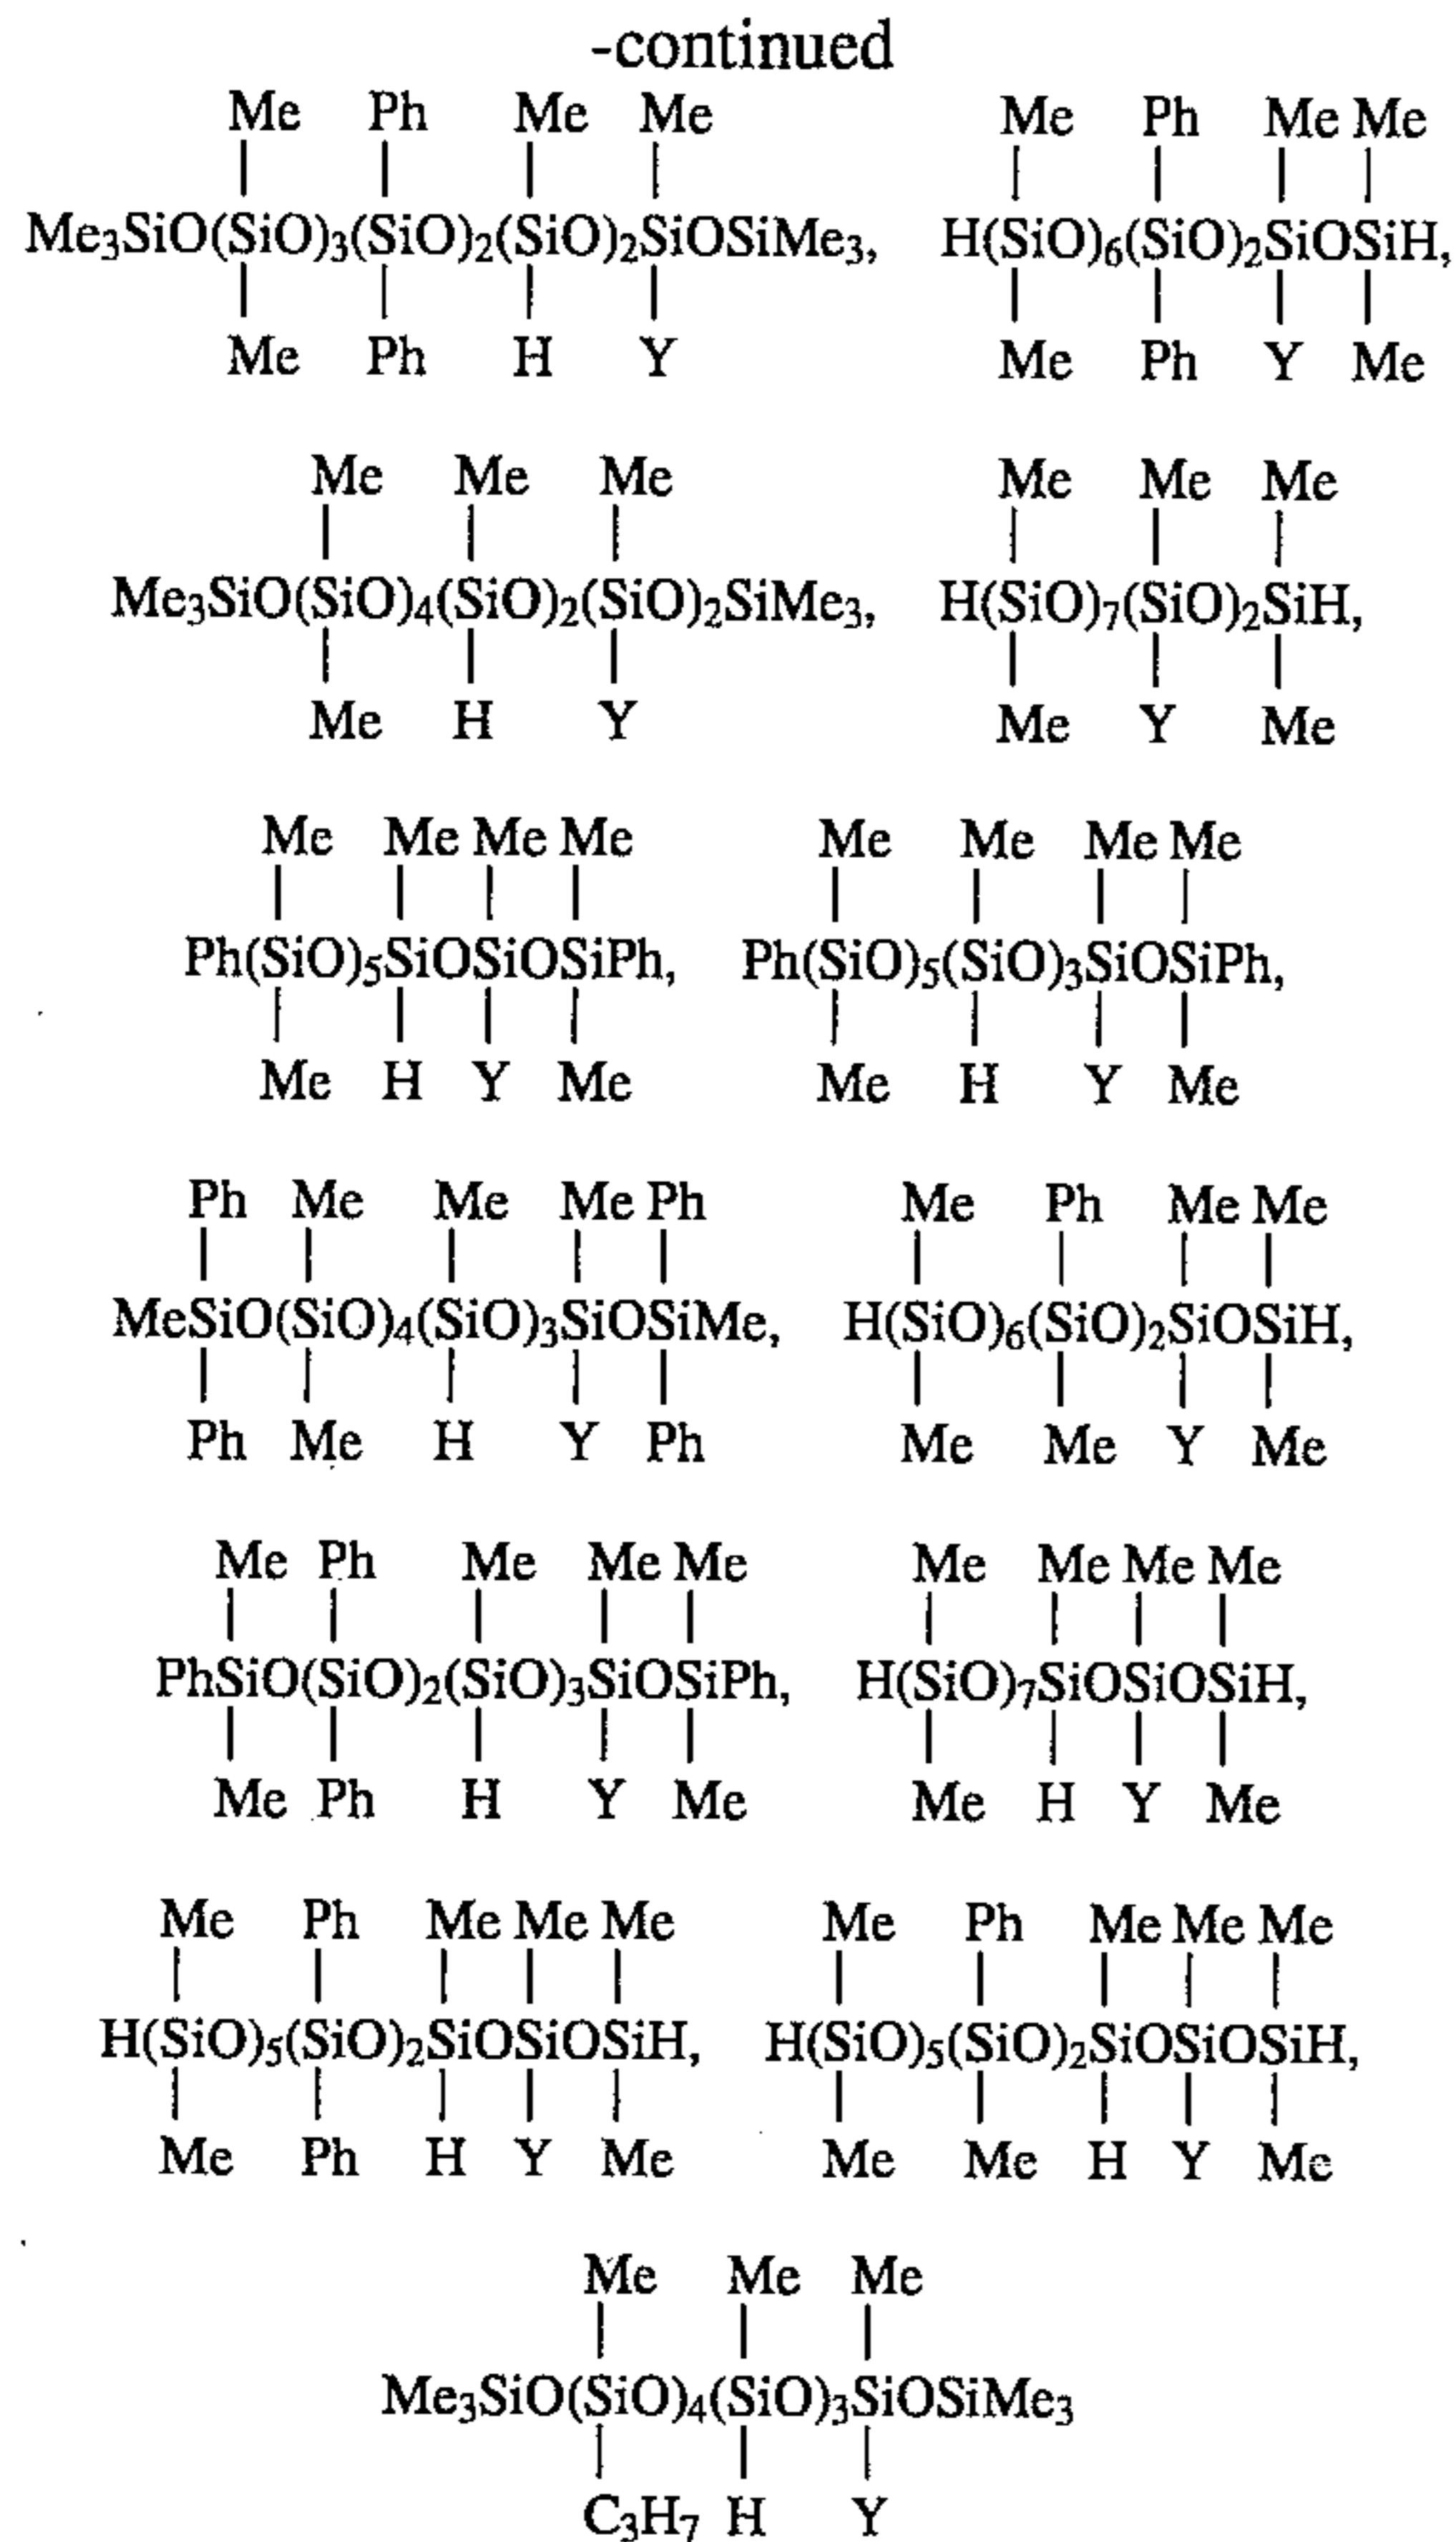 -continued
Me Ph Me Me Me Ph Me Me
Me₃SiO(SiO)₃(SiO)₂(SiO)₂SiOSiMe₃, H(SiO)₆(SiO)₂SiOSiH,
Me Ph H Y Me Ph Y Me
Me Me Me Me Me Me
Me₃SiO(SiO)₄(SiO)₂(SiO)₂SiMe₃, H(SiO)₇(SiO)₂SiH,
Me H Y Me Y Me
Me Me Me Me Me Me Me Me
Ph(SiO)₅SiOSiOSiPh, Ph(SiO)₅(SiO)₃SiOSiPh,
Me H Y Me Me H Y Me
Ph Me Me Me Ph Me Ph Me Me
MeSiO(SiO)₄(SiO)₃SiOSiMe, H(SiO)₆(SiO)₂SiOSiH,
Ph Me H Y Ph Me Me Y Me
Me Ph Me Me Me Me Me Me Me
PhSiO(SiO)₂(SiO)₃SiOSiPh, H(SiO)₇SiOSiOSiH,
Me Ph H Y Me Me H Y Me
Me Ph Me Me Me Me Ph Me Me Me
H(SiO)₅(SiO)₂SiOSiOSiH, H(SiO)₅(SiO)₂SiOSiOSiH,
Me Ph H Y Me Me Me H Y Me
Me Me Me
Me₃SiO(SiO)₄(SiO)₃SiOSiMe₃
C₃H₇ H Y